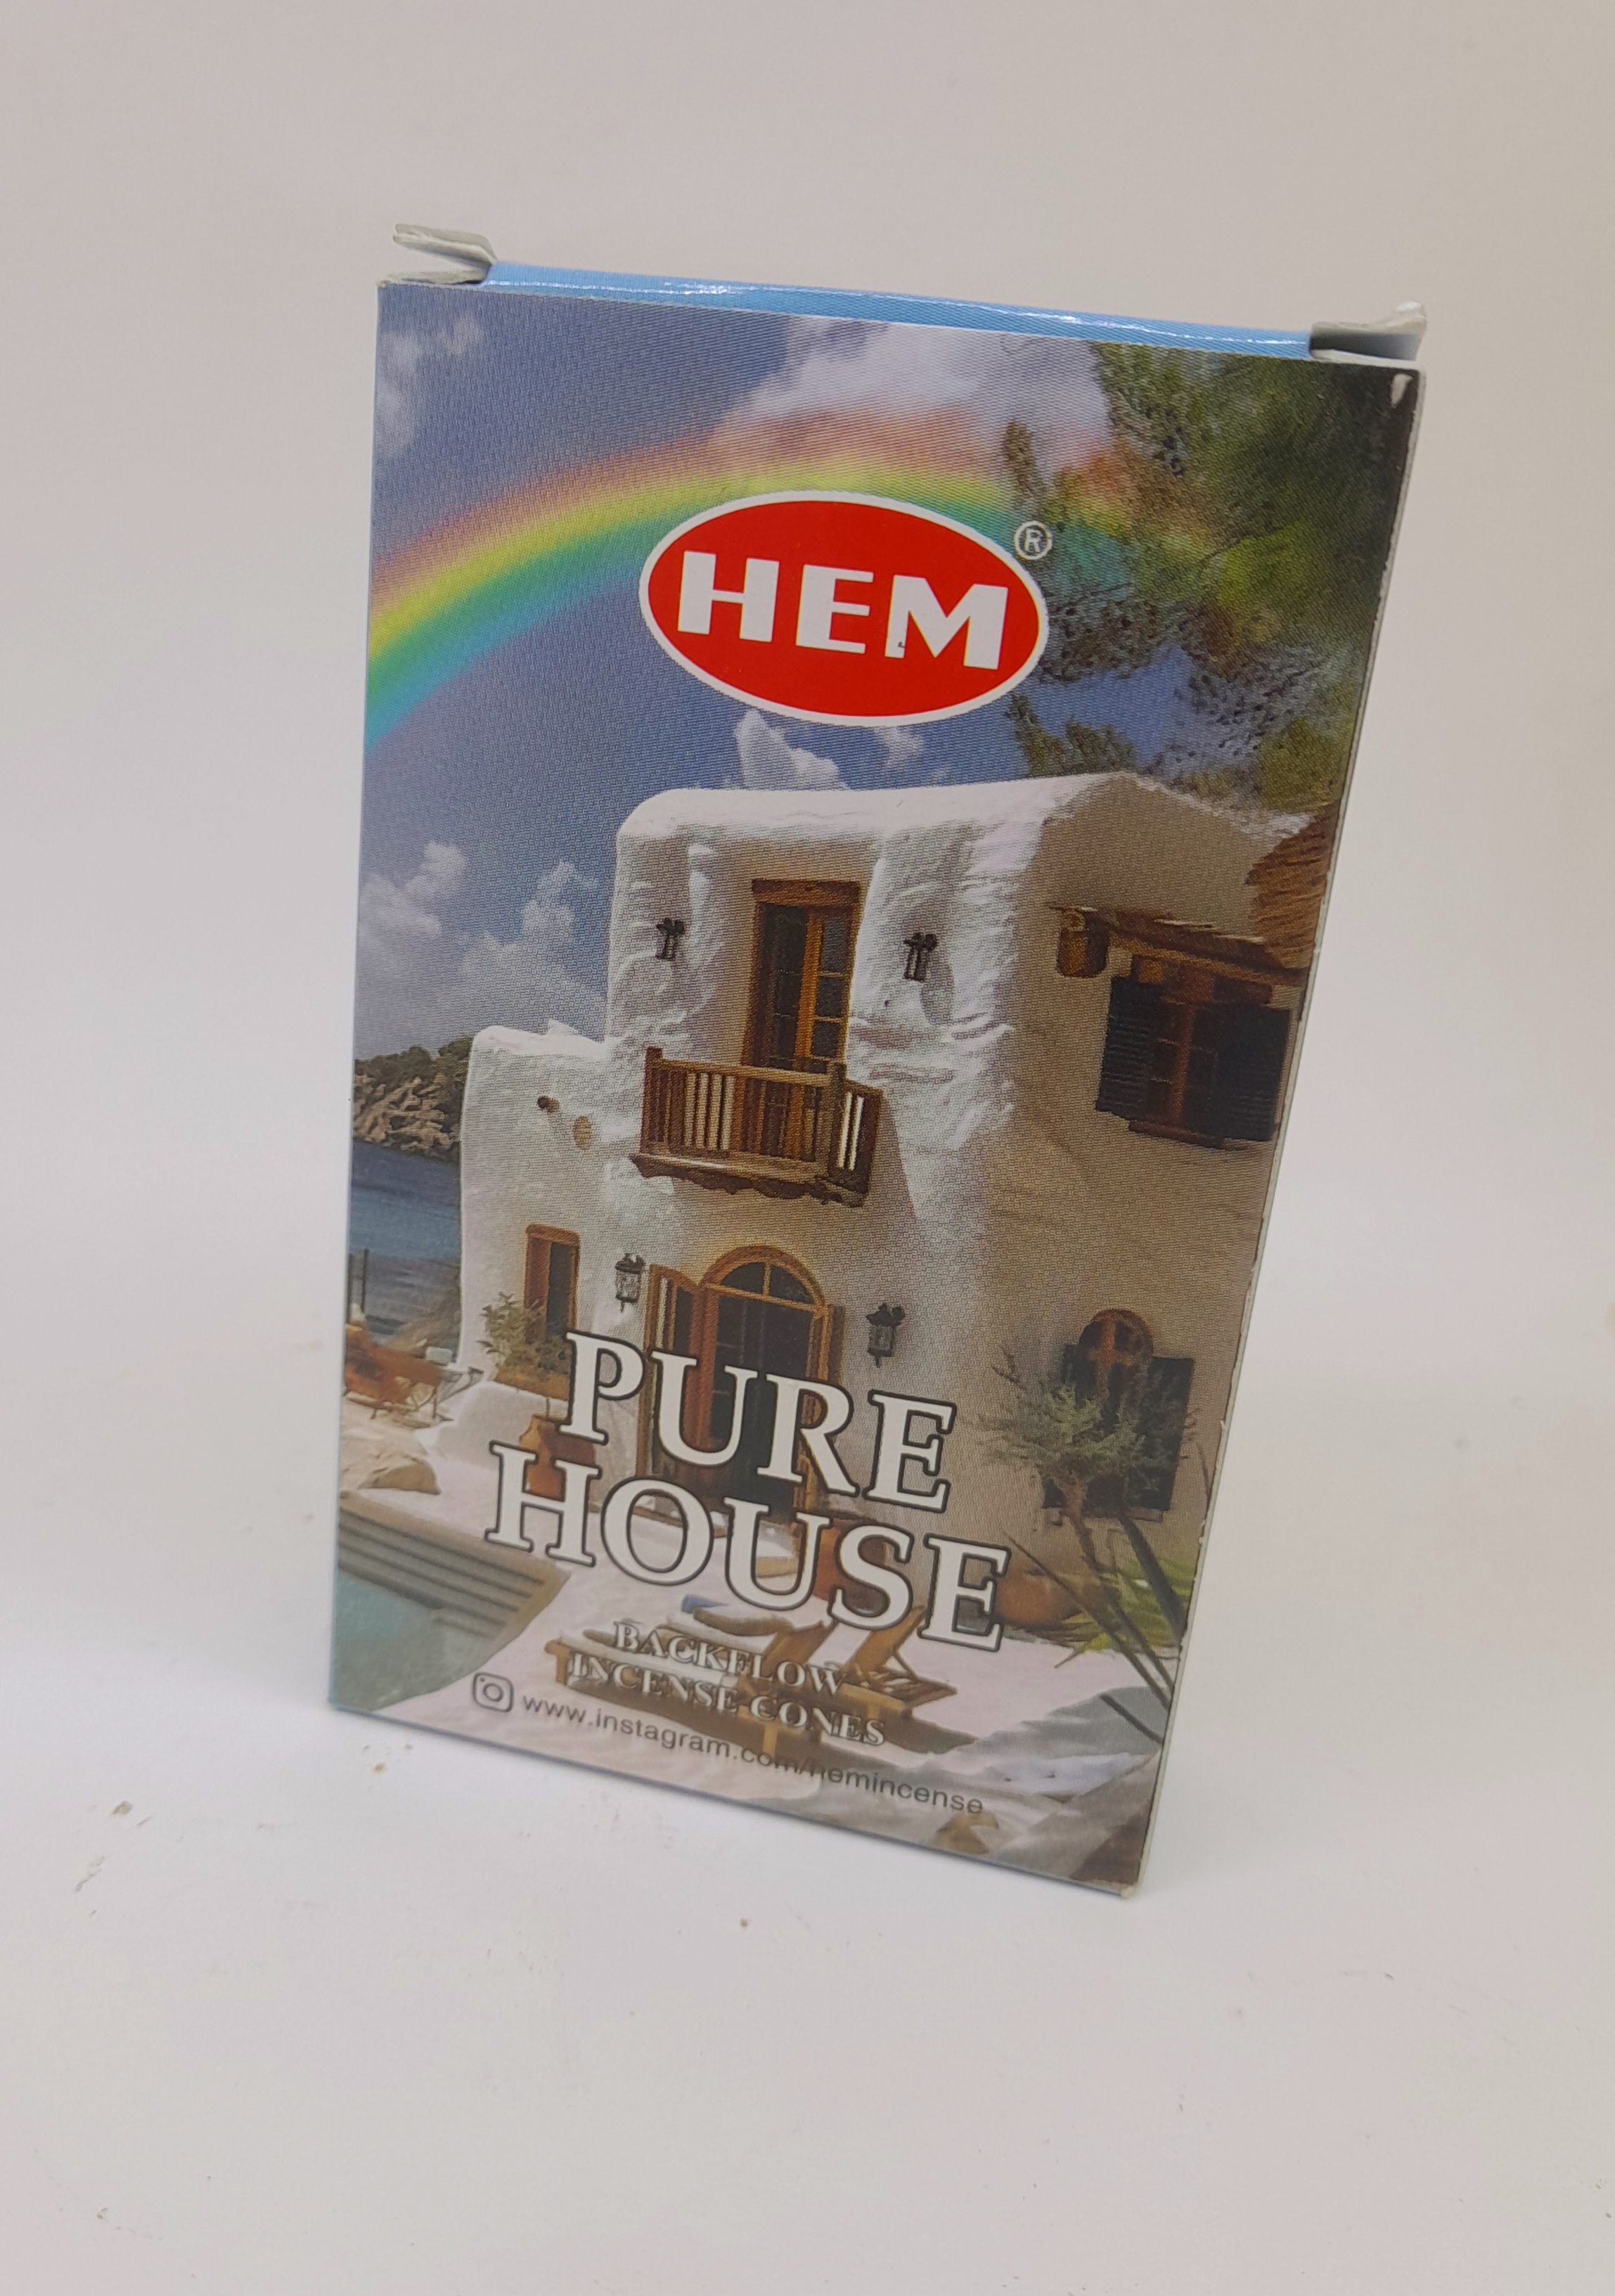 HEM®
PURE
HOUSE
BACKFLOW
INCENSE CONES
www.instagram.com/hemincense